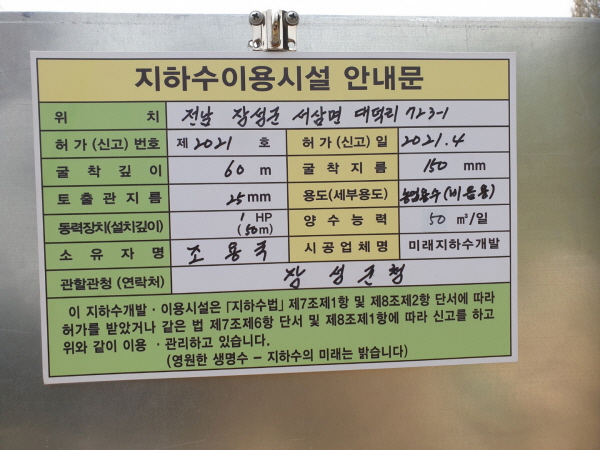 지하수이용시설 안내문
위 치 전남 장성군 서삼면 대덕리 723-1
허 가 (신고) 번호 제 2021 호 허 가 (신고) 일 2021.4
굴 착 깊 이 60 m 굴 착 지 름 150 mm
토 출 관 지 름 25 mm 용도(세부용도) 농업용수(비음용)
동력장치(설치깊이) 1 HP (50m) 양 수 능 력 50 ㎥/일
소 유 자 명 조용국 시 공 업 체 명 미래지하수개발
관할관청 (연락처) 장성군청
이 지하수개발ㆍ이용시설은 「지하수법」 제7조제1항 및 제8조제2항 단서에 따라
허가를 받았거나 같은 법 제7조제6항 단서 및 제8조제1항에 따라 신고를 하고
위와 같이 이용ㆍ관리하고 있습니다.
(영원한 생명수 - 지하수의 미래는 밝습니다)